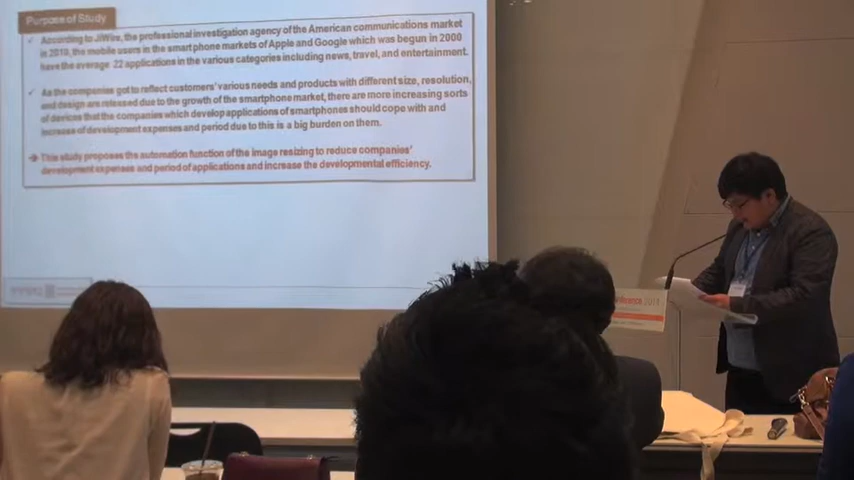 Purpose of Study
✓ According to JiWire, the professional investigation agency of the American communications market
in 2010, the mobile users in the smartphone markets of Apple and Google which was begun in 2000
have the average 22 applications in the various categories including news, travel, and entertainment.
✓ As the companies got to reflect customers' various needs and products with different size, resolution,
and design are released due to the growth of the smartphone market, there are more increasing sorts
of devices that the companies which develop applications of smartphones should cope with and
increase of development expenses and period due to this is a big burden on them.
This study proposes the automation function of the image resizing to reduce companies'
development expenses and period of applications and increase the developmental efficiency.